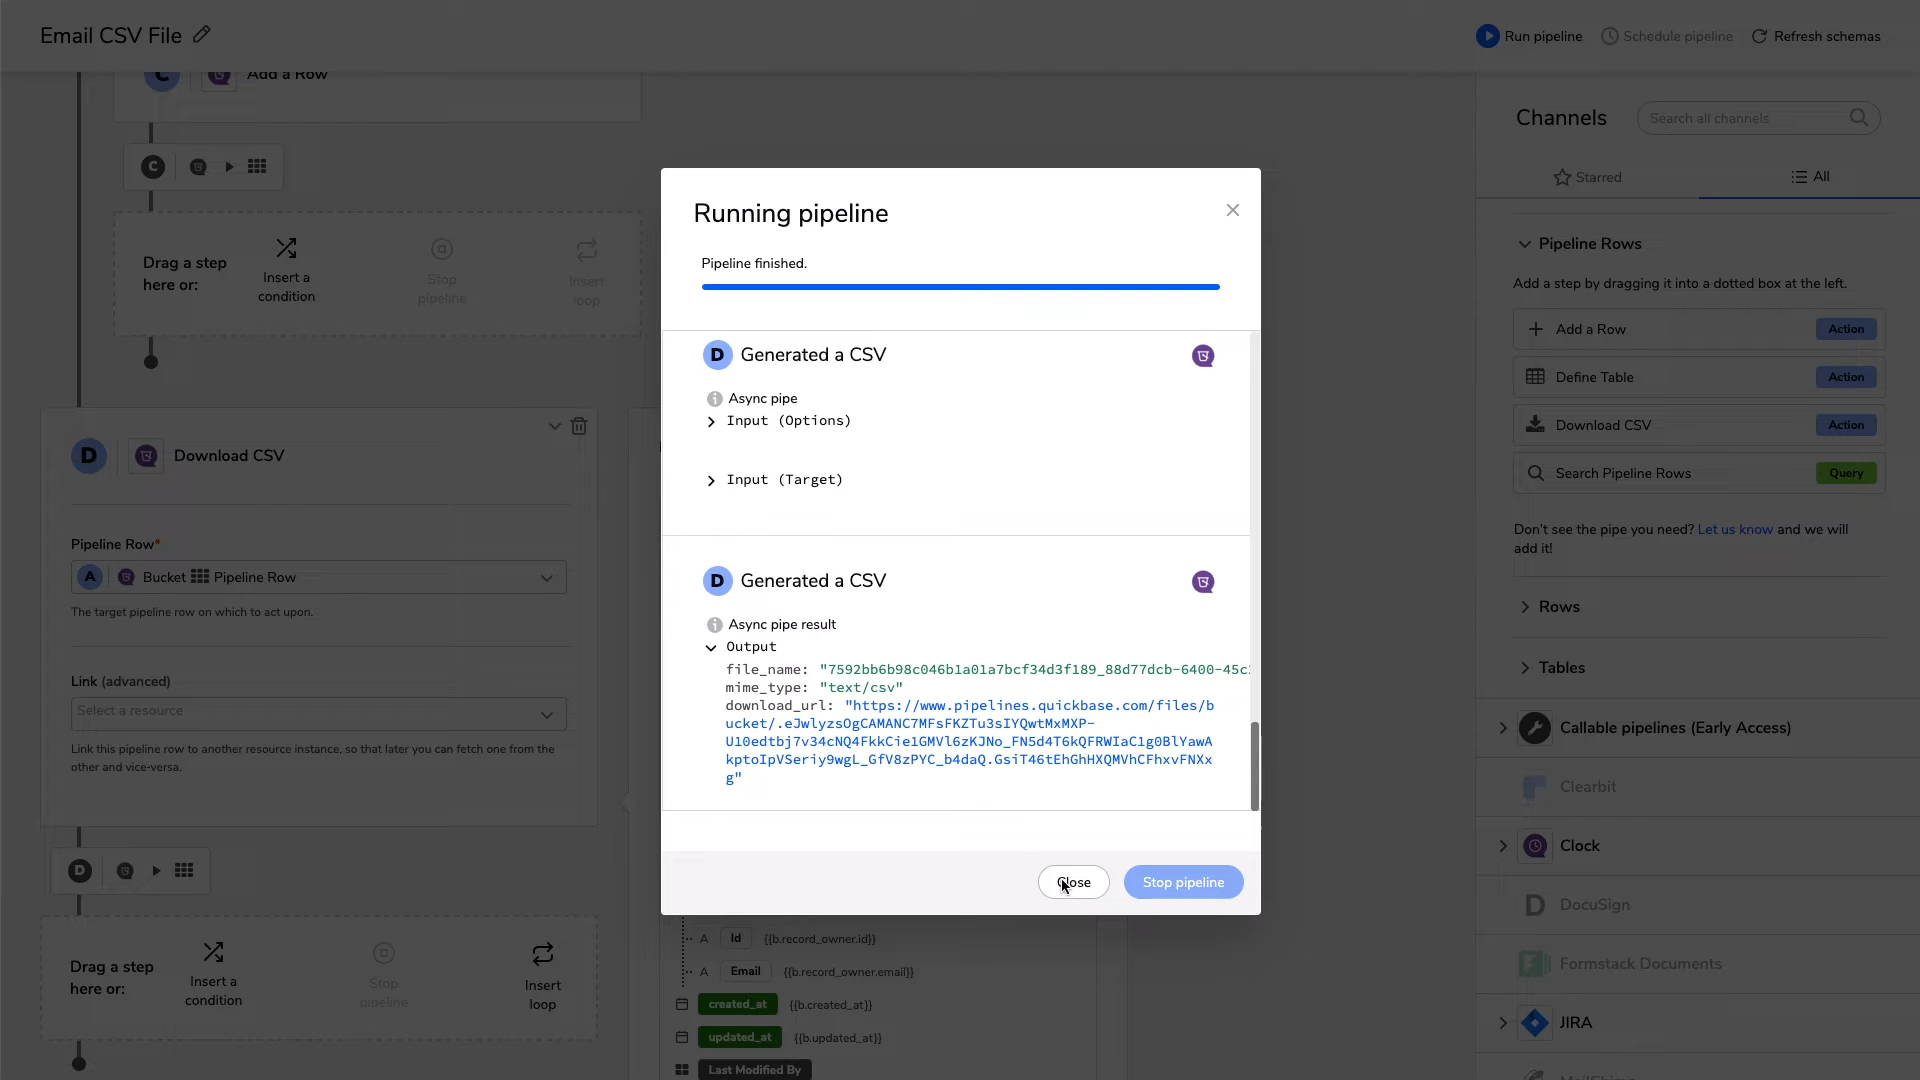 Email CSV File
Run pipeline
Schedule pipeline
Refresh schemas
C
Add a Row
C
Drag a step
here or:
Insert a
condition
Stop
pipeline
Insert
loop
D
Download CSV
Pipeline Row*
A Bucket Pipeline Row
The target pipeline row on which to act upon.
Link (advanced)
Select a resource
Link this pipeline row to another resource instance, so that later you can fetch one from the
other and vice-versa.
D
Drag a step
here or:
Insert a
condition
Stop
pipeline
Insert
loop
Running pipeline
Pipeline finished.
D Generated a CSV
Async pipe
Input (Options)
Input (Target)
D Generated a CSV
Async pipe result
Output
file_name: "7592bb6b98c046b1a01a7bcf34d3f189_88d77dcb-6400-45c
mime_type: "text/csv"
download_url: "https://www.pipelines.quickbase.com/files/b
ucket/.eJwlyzsOgCAMANC7MFsFKZTu3sIYQwtMxMXP-
U10edtbj7v34cNQ4FkkCie1GMVl6zKJNo_FN5d4T6kQFRWIaC1g0BlYawA
kptoIpVSeriy9wgL_GfV8zPYC_b4daQ.GsiT46tEhGhHXQMVhCFhxvFNXx
g"
Close
Stop pipeline
A Id {{b.record_owner.id}}
A Email {{b.record_owner.email}}
created_at {{b.created_at}}
updated_at {{b.updated_at}}
Last Modified By
Channels
Search all channels
Starred
All
Pipeline Rows
Add a step by dragging it into a dotted box at the left.
Add a Row Action
Define Table Action
Download CSV Action
Search Pipeline Rows Query
Don't see the pipe you need? Let us know and we will
add it!
Rows
Tables
Callable pipelines (Early Access)
Clearbit
Clock
DocuSign
Formstack Documents
JIRA